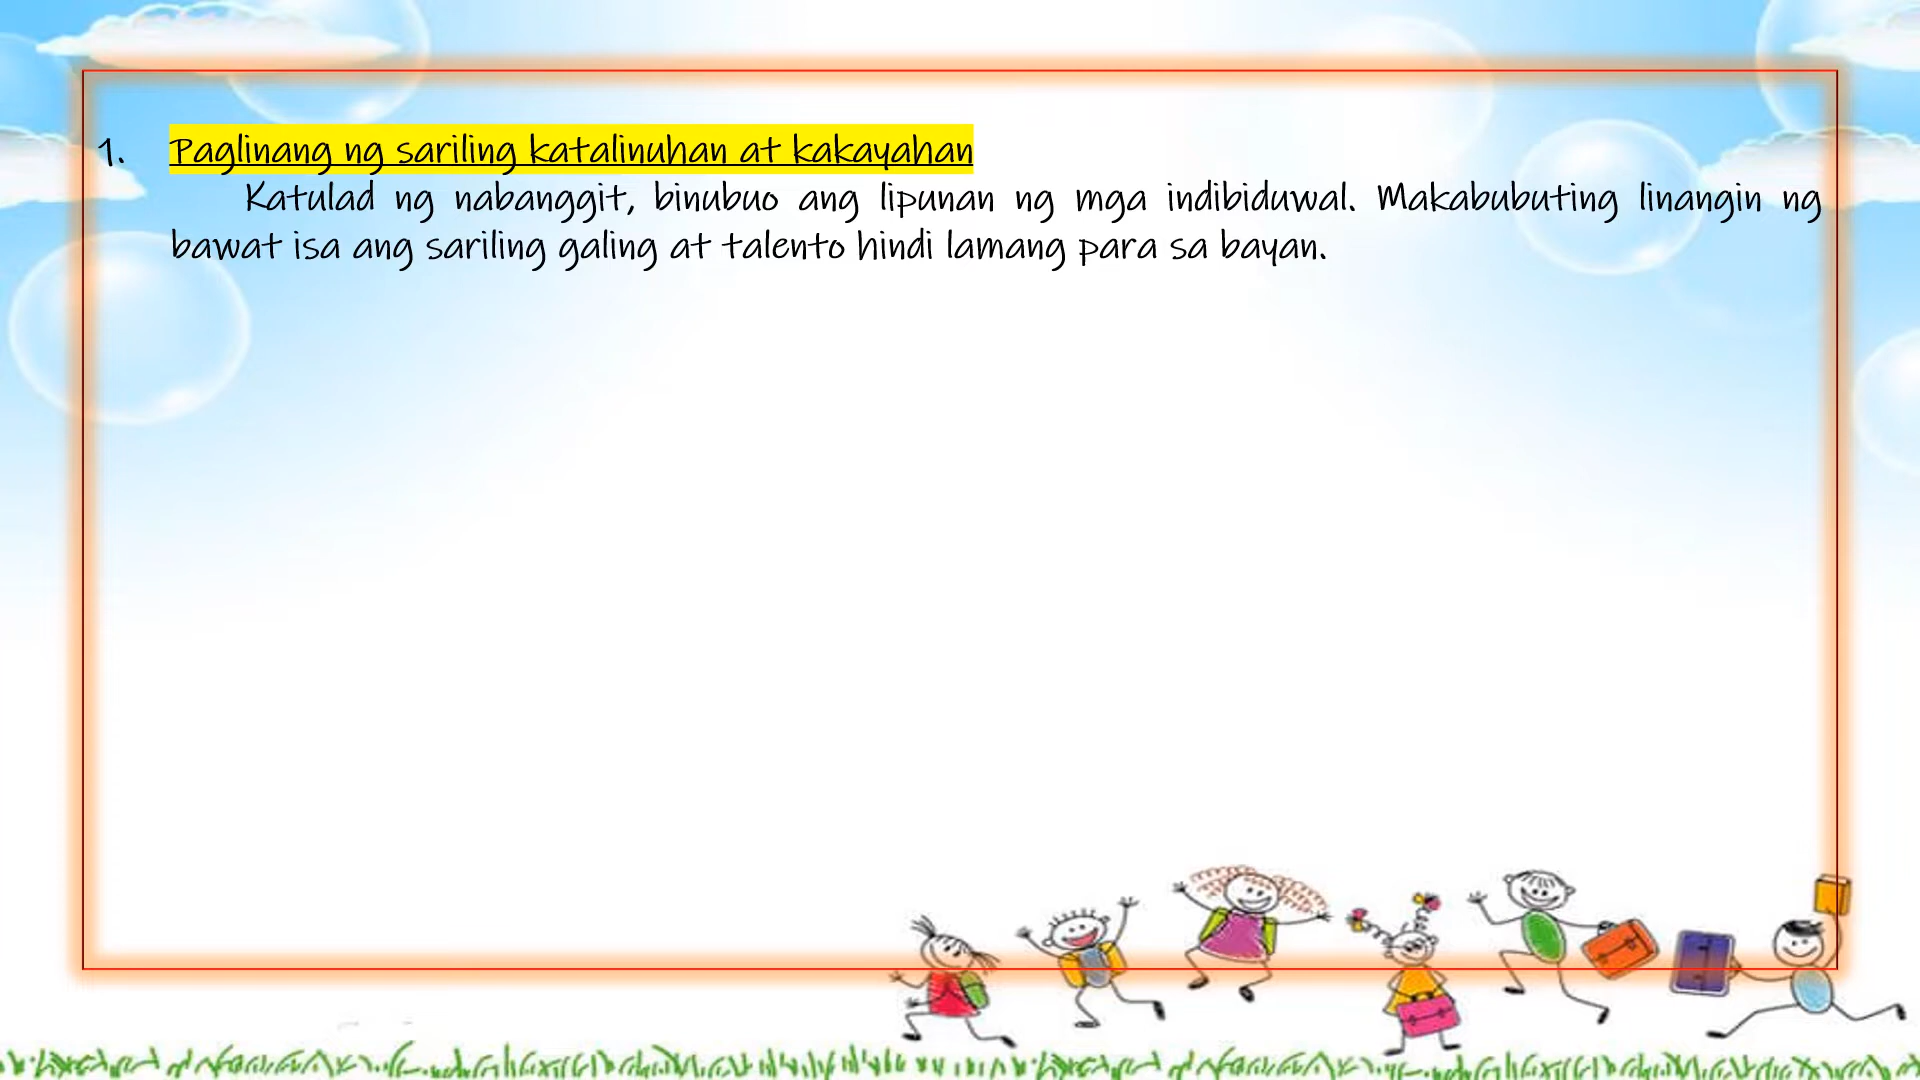 1. Paglinang ng sariling katalinuhan at kakayahan
Katulad ng nabanggit, binubuo ang lipunan ng mga indibiduwal. Makabubuting linangin ng
bawat isa ang sariling galing at talento hindi lamang para sa bayan.